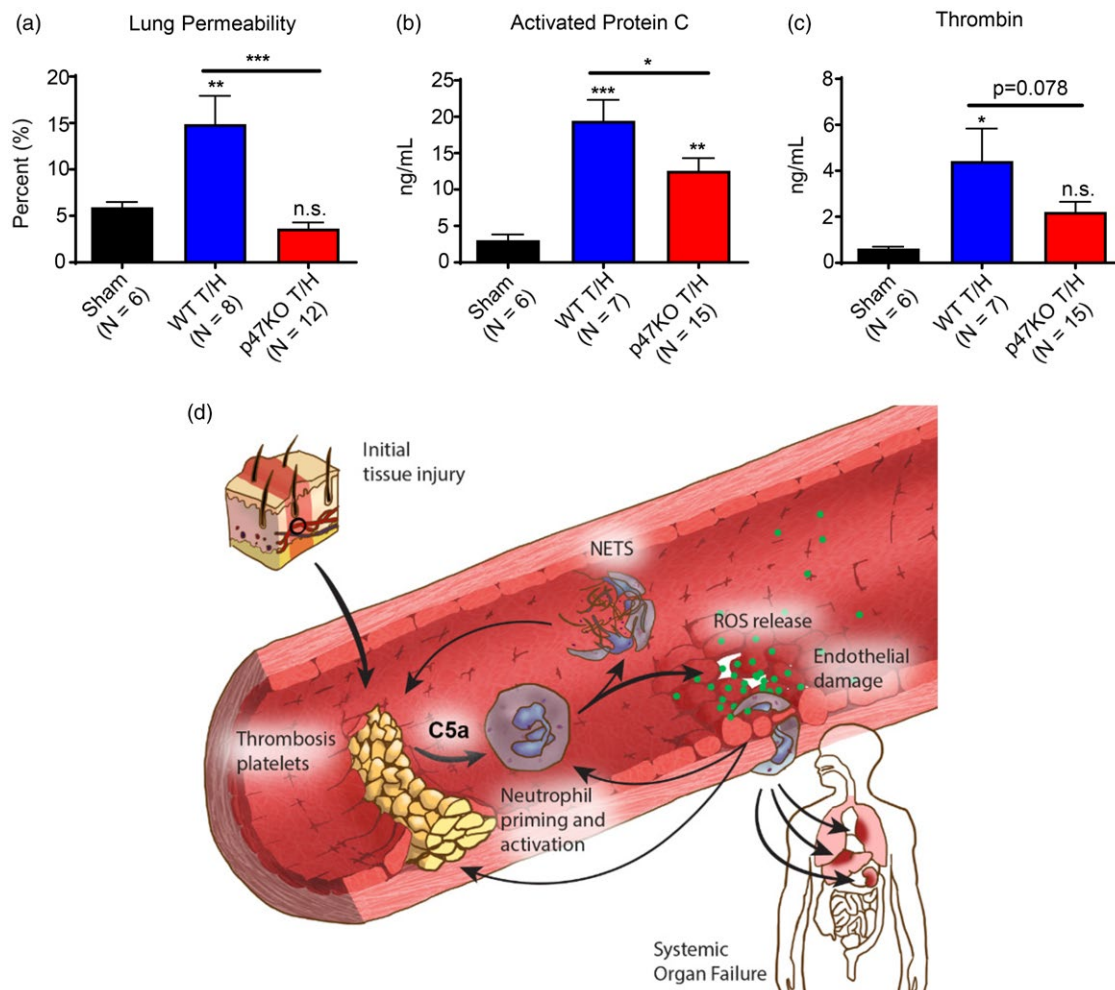 (a)
Lung Permeability
***
**
n.s.
20
15
10
5
0
Percent (%)
Sham
(N = 6)
WT T/H
(N = 8)
p47KO T/H
(N = 12)
(b)
Activated Protein C
*
***
**
25
20
15
10
5
0
ng/mL
Sham
(N = 6)
WT T/H
(N = 7)
p47KO T/H
(N = 15)
(c)
Thrombin
p=0.078
*
n.s.
8
6
4
2
0
ng/mL
Sham
(N = 6)
WT T/H
(N = 7)
p47KO T/H
(N = 15)
(d)
Initial
tissue injury
NETS
ROS release
Endothelial
damage
C5a
Thrombosis
platelets
Neutrophil
priming and
activation
Systemic
Organ Failure